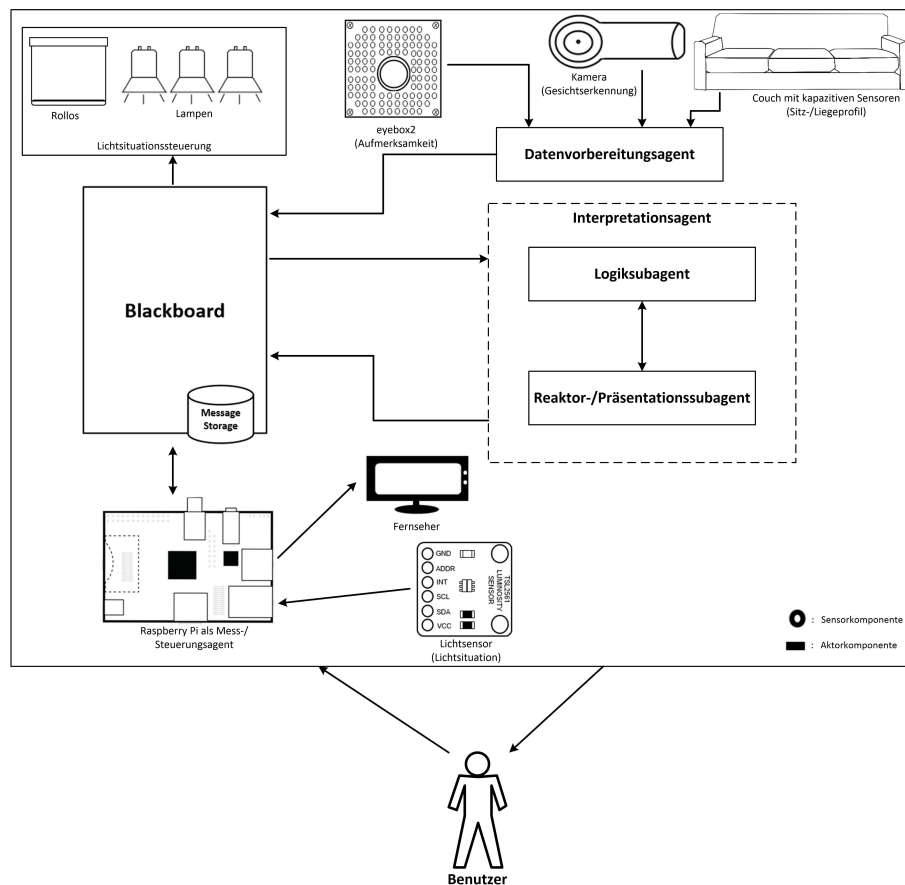 Rollos
Lampen
Lichtsituationssteuerung
eyebox2
(Aufmerksamkeit)
Kamera
(Gesichtserkennung)
Couch mit kapazitiven Sensoren
(Sitz-/Liegeprofil)
Datenvorbereitungsagent
Interpretationsagent
Logiksubagent
Reaktor-/Präsentationssubagent
Blackboard
Message
Storage
Fernseher
Raspberry Pi als Mess-/
Steuerungsagent
GND
ADDR
INT
SCL
SDA
VCC
TSL2561
LUMINOSITY
SENSOR
Lichtsensor
(Lichtsituation)
: Sensorkomponente
: Aktorkomponente
Benutzer